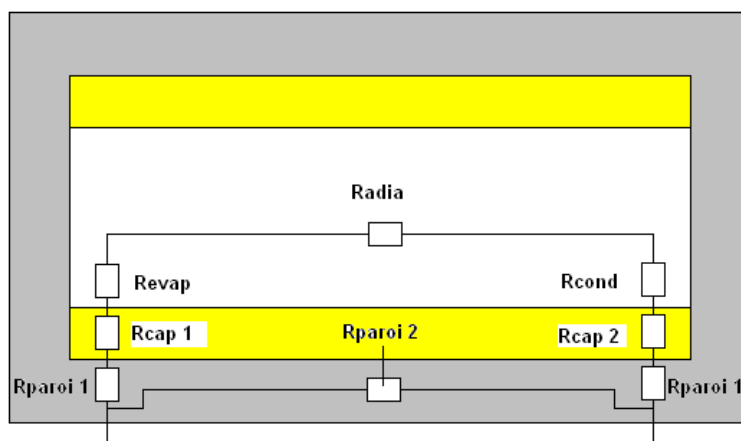 Radia
Revap
Rcond
Rcap 1
Rparoi 2
Rcap 2
Rparoi 1
Rparoi 1